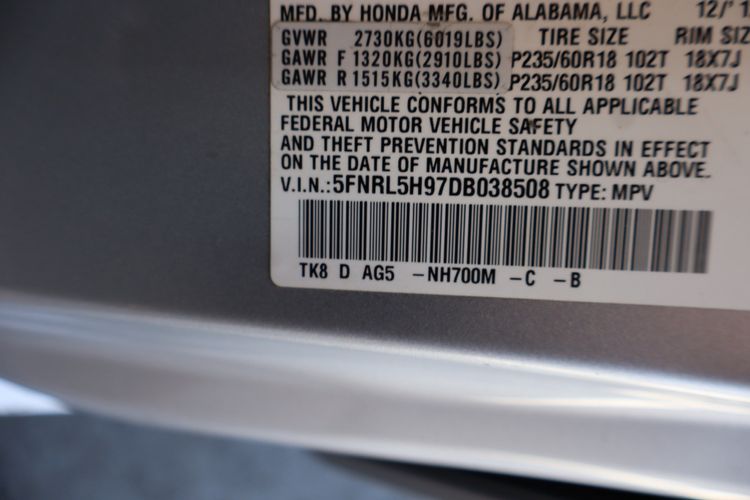 MFD. BY HONDA MFG. OF ALABAMA, LLC 12/'1
GVWR 2730KG(6019LBS) TIRE SIZE RIM SIZ
GAWR F 1320KG(2910LBS) P235/60R18 102T 18X7J
GAWR R 1515KG(3340LBS) P235/60R18 102T 18X7J
THIS VEHICLE CONFORMS TO ALL APPLICABLE
FEDERAL MOTOR VEHICLE SAFETY
AND THEFT PREVENTION STANDARDS IN EFFECT
ON THE DATE OF MANUFACTURE SHOWN ABOVE.
V.I.N.: 5FNRL5H97DB038508 TYPE: MPV
TK8 D AG5 -NH700M -C -B